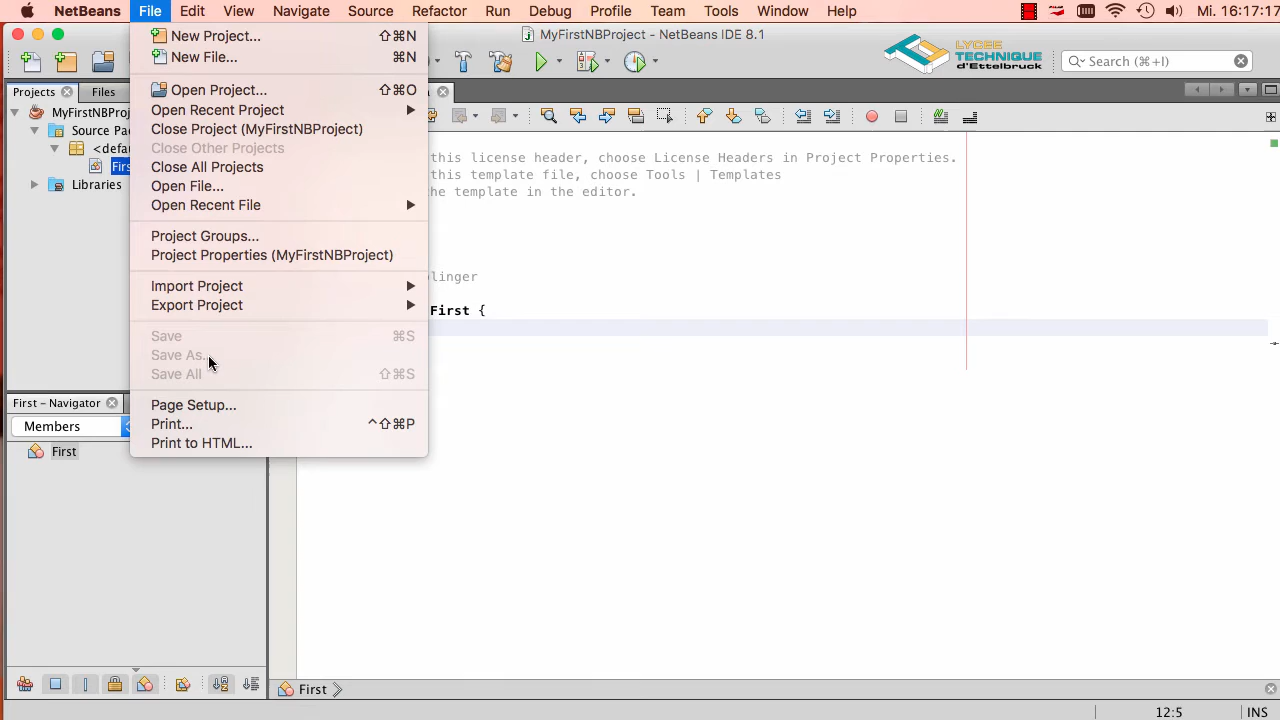 NetBeans File Edit View Navigate Source Refactor Run Debug Profile Team Tools Window Help Mi. 16:17:17
MyFirstNBProject - NetBeans IDE 8.1
LYCEE
TECHNIQUE
d'Ettelbruck
Search (⌘+I)
New Project... ⇧⌘N
New File... ⌘N
Open Project... ⇧⌘O
Open Recent Project
Close Project (MyFirstNBProject)
Close Other Projects
Close All Projects
Open File...
Open Recent File
Project Groups...
Project Properties (MyFirstNBProject)
Import Project
Export Project
Save ⌘S
Save As...
Save All ⇧⌘S
Page Setup...
Print... ^⇧⌘P
Print to HTML...
Projects Files
MyFirstNBProj
Source Pac
<defa
Firs
Libraries
this license header, choose License Headers in Project Properties.
this template file, choose Tools | Templates
he template in the editor.
linger
First {
First - Navigator
Members
First
First
12:5 INS